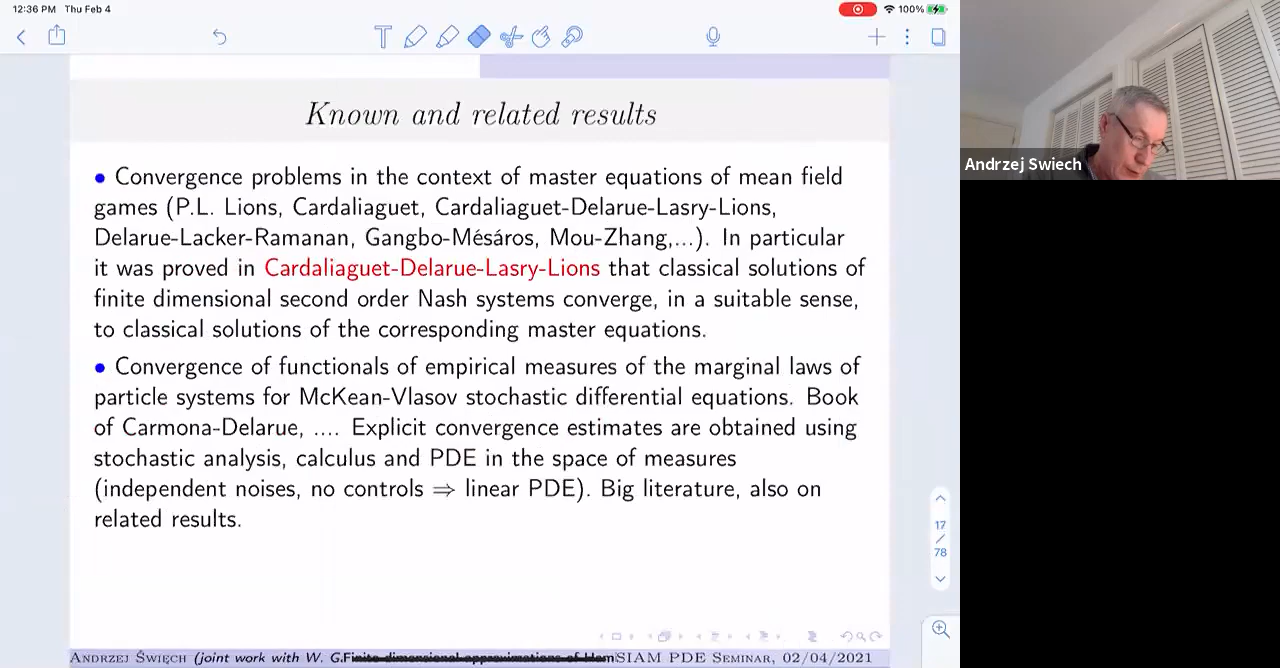 12:36 PM Thu Feb 4
100%
Known and related results
• Convergence problems in the context of master equations of mean field
games (P.L. Lions, Cardaliaguet, Cardaliaguet-Delarue-Lasry-Lions,
Delarue-Lacker-Ramanan, Gangbo-Mésáros, Mou-Zhang,...). In particular
it was proved in Cardaliaguet-Delarue-Lasry-Lions that classical solutions of
finite dimensional second order Nash systems converge, in a suitable sense,
to classical solutions of the corresponding master equations.
• Convergence of functionals of empirical measures of the marginal laws of
particle systems for McKean-Vlasov stochastic differential equations. Book
of Carmona-Delarue, .... Explicit convergence estimates are obtained using
stochastic analysis, calculus and PDE in the space of measures
(independent noises, no controls ⇒ linear PDE). Big literature, also on
related results.
17
/
78
Andrzej Święch (joint work with W. G. Finite dimensional approximations of Ham SIAM PDE Seminar, 02/04/2021
Andrzej Swiech